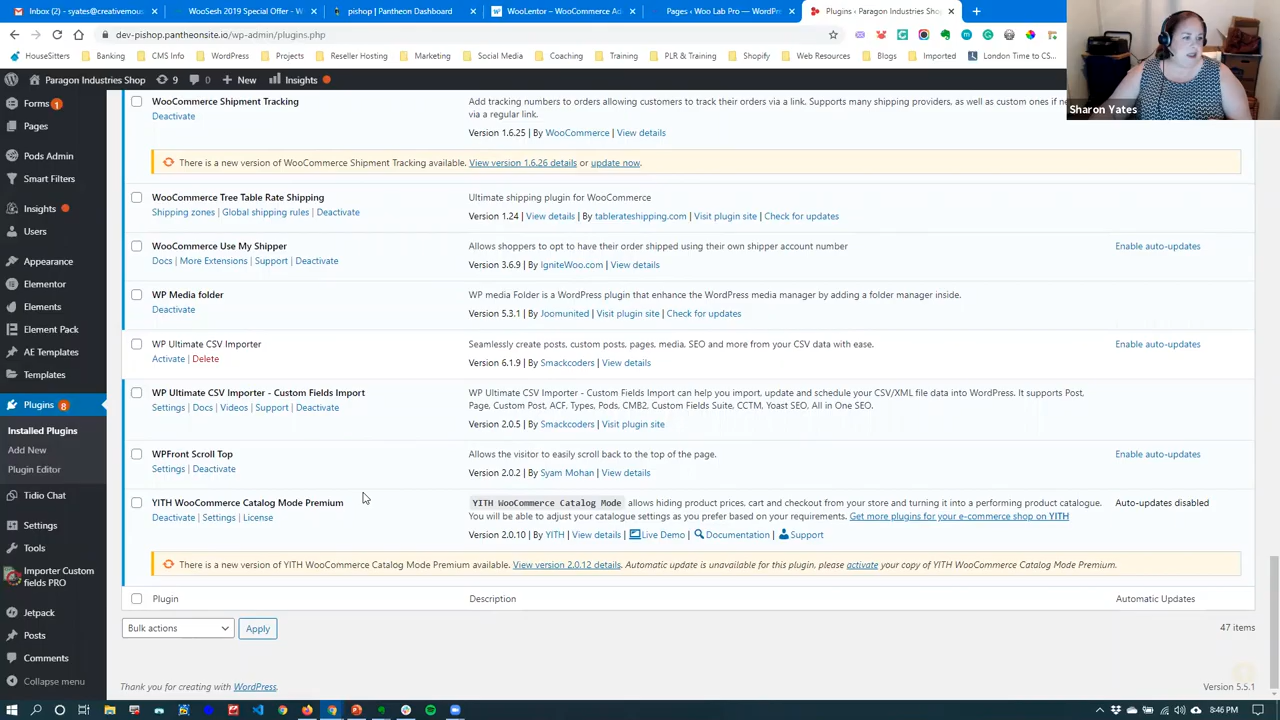 Inbox (2) - syates@creativemous
WooSesh 2019 Special Offer - W
pishop | Pantheon Dashboard
WooLentor – WooCommerce Ad
Pages ‹ Woo Lab Pro — WordPr
Plugins ‹ Paragon Industries Sho
dev-pishop.pantheonsite.io/wp-admin/plugins.php
HouseSitters
Banking
CMS Info
WordPress
Projects
Reseller Hosting
Marketing
Social Media
Coaching
Training
PLR & Training
Shopify
Web Resources
Blogs
Imported
London Time to CS...
Sharon Yates
Paragon Industries Shop
9
0
New
Insights
Forms 1
Pages
Pods Admin
Smart Filters
Insights
Users
Appearance
Elementor
Elements
Element Pack
AE Templates
Templates
Plugins 8
Installed Plugins
Add New
Plugin Editor
Tidio Chat
Settings
Tools
Importer Custom
fields PRO
Jetpack
Posts
Comments
Collapse menu
WooCommerce Shipment Tracking
Deactivate
Add tracking numbers to orders allowing customers to track their orders via a link. Supports many shipping providers, as well as custom ones if ne
via a regular link.
Version 1.6.25 | By WooCommerce | View details
There is a new version of WooCommerce Shipment Tracking available. View version 1.6.26 details or update now.
WooCommerce Tree Table Rate Shipping
Shipping zones | Global shipping rules | Deactivate
Ultimate shipping plugin for WooCommerce
Version 1.24 | View details | By tablerateshipping.com | Visit plugin site | Check for updates
WooCommerce Use My Shipper
Docs | More Extensions | Support | Deactivate
Allows shoppers to opt to have their order shipped using their own shipper account number
Version 3.6.9 | By IgniteWoo.com | View details
Enable auto-updates
WP Media folder
Deactivate
WP media Folder is a WordPress plugin that enhance the WordPress media manager by adding a folder manager inside.
Version 5.3.1 | By Joomunited | Visit plugin site | Check for updates
WP Ultimate CSV Importer
Activate | Delete
Seamlessly create posts, custom posts, pages, media, SEO and more from your CSV data with ease.
Version 6.1.9 | By Smackcoders | View details
Enable auto-updates
WP Ultimate CSV Importer - Custom Fields Import
Settings | Docs | Videos | Support | Deactivate
WP Ultimate CSV Importer - Custom Fields Import can help you import, update and schedule your CSV/XML file data into WordPress. It supports Post,
Page, Custom Post, ACF, Types, Pods, CMB2, Custom Fields Suite, CCTM, Yoast SEO, All in One SEO.
Version 2.0.5 | By Smackcoders | Visit plugin site
WPFront Scroll Top
Settings | Deactivate
Allows the visitor to easily scroll back to the top of the page.
Version 2.0.2 | By Syam Mohan | View details
Enable auto-updates
YITH WooCommerce Catalog Mode Premium
Deactivate | Settings | License
YITH WooCommerce Catalog Mode allows hiding product prices, cart and checkout from your store and turning it into a performing product catalogue.
You will be able to adjust your catalogue settings as you prefer based on your requirements. Get more plugins for your e-commerce shop on YITH
Version 2.0.10 | By YITH | View details | Live Demo | Documentation | Support
Auto-updates disabled
There is a new version of YITH WooCommerce Catalog Mode Premium available. View version 2.0.12 details. Automatic update is unavailable for this plugin, please activate your copy of YITH WooCommerce Catalog Mode Premium.
Plugin
Description
Automatic Updates
Bulk actions
Apply
47 items
Thank you for creating with WordPress.
Version 5.5.1
8:46 PM